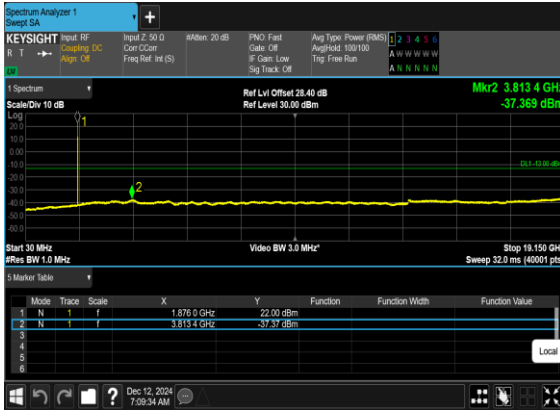 Spectrum Analyzer 1
Swept SA
+
KEYSIGHT
R T
LV
Input: RF
Coupling: DC
Align: Off
Input Z: 50 Ω
Corr CCorr
Freq Ref: Int (S)
#Atten: 20 dB
PNO: Fast
Gate: Off
IF Gain: Low
Sig Track: Off
Avg Type: Power (RMS)
Avg|Hold: 100/100
Trig: Free Run
1 2 3 4 5 6
A W W W W W
A N N N N N
1 Spectrum
Scale/Div 10 dB
Ref Lvl Offset 28.40 dB
Ref Level 30.00 dBm
Mkr2 3.813 4 GHz
-37.369 dBm
Log
20.0
10.0
0.00
-10.0
-20.0
-30.0
-40.0
-50.0
-60.0
1
2
DL1 -13.00 dBm
Start 30 MHz
#Res BW 1.0 MHz
Video BW 3.0 MHz*
Stop 19.150 GH
Sweep 32.0 ms (40001 pts
5 Marker Table
Mode Trace Scale X Y Function Function Width Function Value
1 N 1 f 1.876 0 GHz 22.00 dBm
2 N 1 f 3.813 4 GHz -37.37 dBm
3
4
5
6
Local
?
Dec 12, 2024
7:09:34 AM